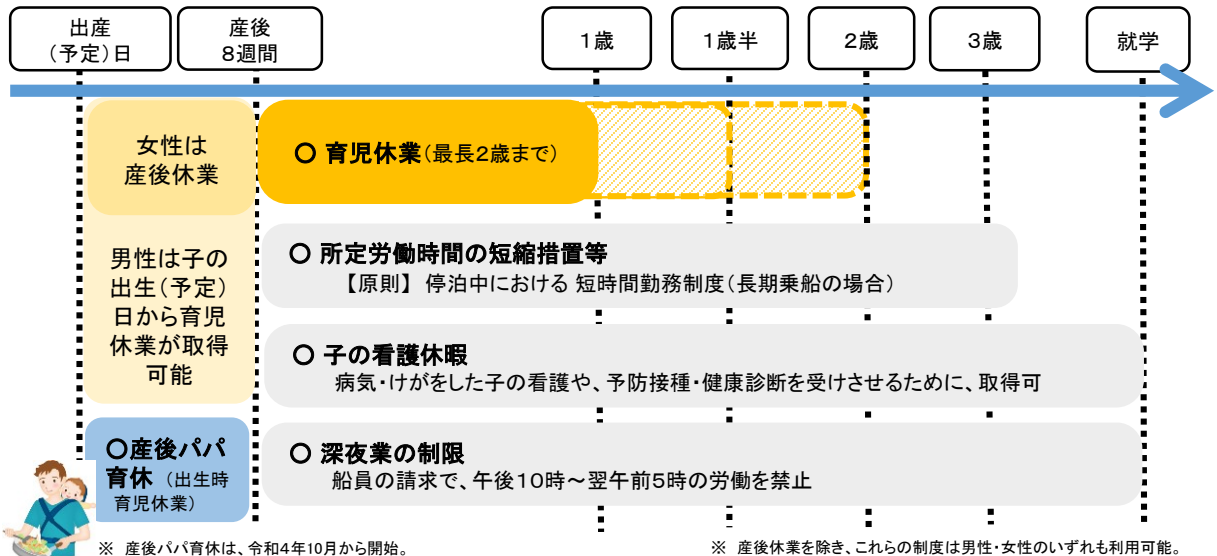 出産
(予定)日
産後
8週間
1歳
1歳半
2歳
3歳
就学
女性は
産後休業
○ 育児休業(最長2歳まで)
男性は子の
出生(予定)
日から育児
休業が取得
可能
○ 所定労働時間の短縮措置等
【原則】 停泊中における 短時間勤務制度(長期乗船の場合)
○ 子の看護休暇
病気・けがをした子の看護や、予防接種・健康診断を受けさせるために、取得可
○産後パパ
育休 (出生時
育児休業)
○ 深夜業の制限
船員の請求で、午後10時~翌午前5時の労働を禁止
※ 産後パパ育休は、令和4年10月から開始。
※ 産後休業を除き、これらの制度は男性・女性のいずれも利用可能。